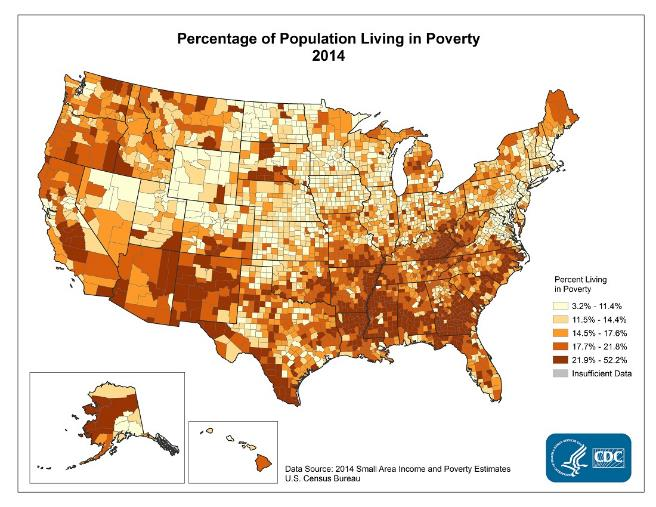 Percentage of Population Living in Poverty
2014
Percent Living
in Poverty
3.2% - 11.4%
11.5% - 14.4%
14.5% - 17.6%
17.7% - 21.8%
21.9% - 52.2%
Insufficient Data
Data Source: 2014 Small Area Income and Poverty Estimates
U.S. Census Bureau
CDC